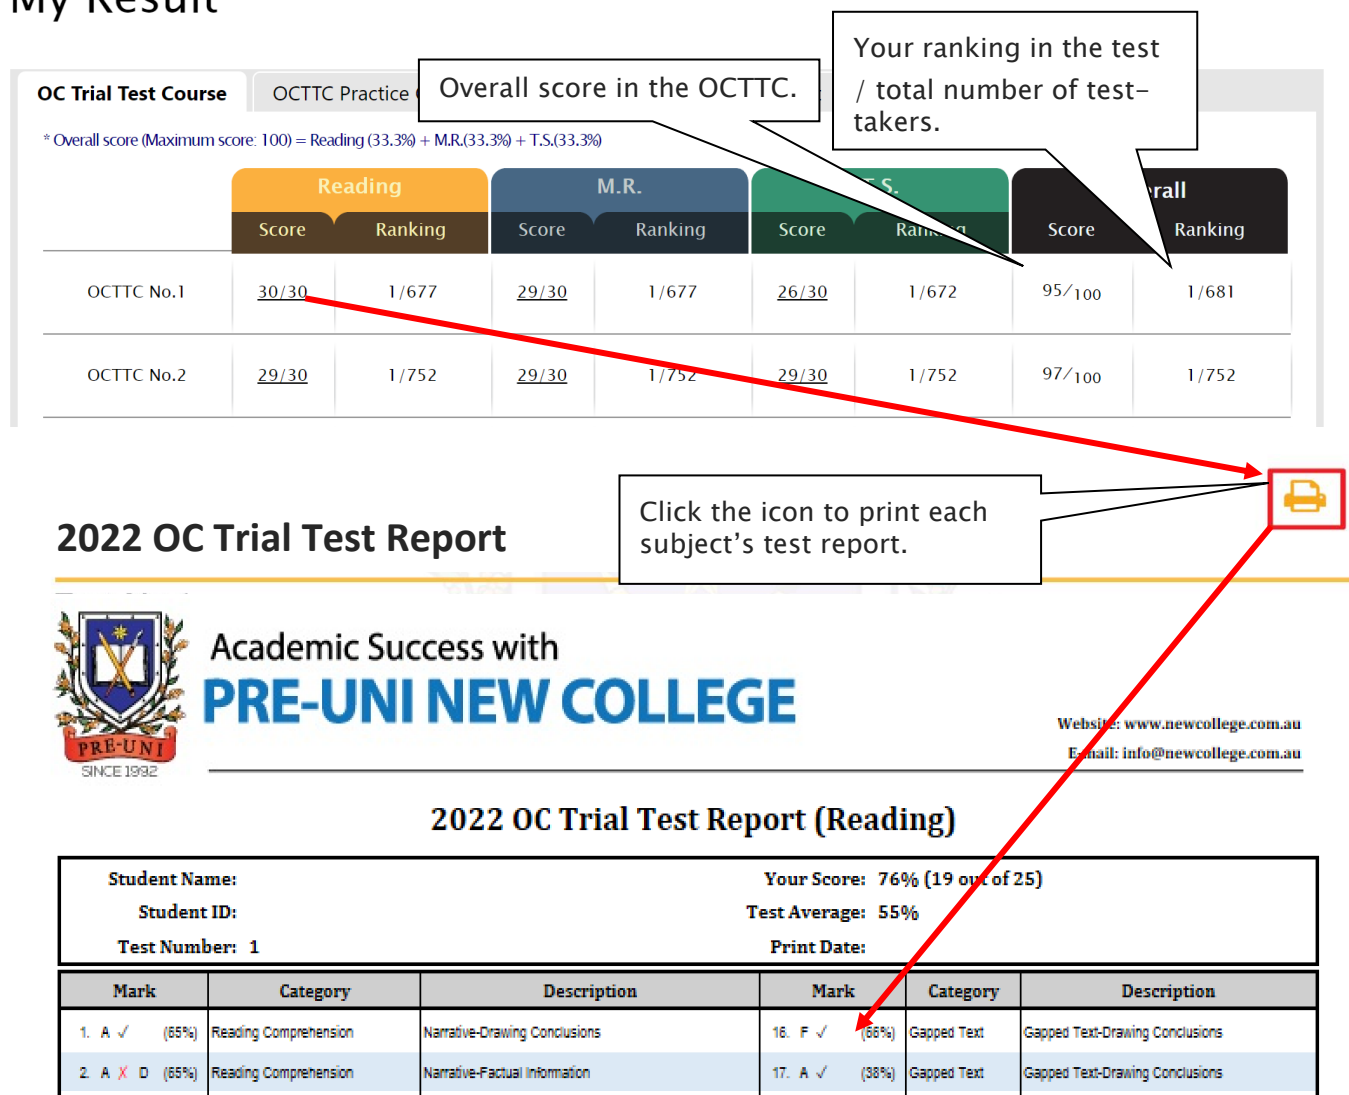 My Result
Your ranking in the test
/ total number of test-
takers.
Overall score in the OCTTC.
OC Trial Test Course
OCTTC Practice
* Overall score (Maximum score: 100) = Reading (33.3%) + M.R.(33.3%) + T.S.(33.3%)
Reading M.R. T.S.
Score Ranking Score Ranking Score Ranking Score Ranking
OCTTC No.1 30/30 1/677 29/30 1/677 26/30 1/672 95/100 1/681
OCTTC No.2 29/30 1/752 29/30 1/752 29/30 1/752 97/100 1/752
Click the icon to print each
subject's test report.
2022 OC Trial Test Report
Academic Success with
PRE-UNI NEW COLLEGE
PRE-UNI
SINCE 1992
Website: www.newcollege.com.au
E-mail: info@newcollege.com.au
2022 OC Trial Test Report (Reading)
Student Name: Your Score: 76% (19 out of 25)
Student ID: Test Average: 55%
Test Number: 1 Print Date:
Mark Category Description Mark Category Description
1. A ✓ (65%) Reading Comprehension Narrative-Drawing Conclusions 16. F ✓ (66%) Gapped Text Gapped Text-Drawing Conclusions
2. A X D (65%) Reading Comprehension Narrative-Factual Information 17. A ✓ (38%) Gapped Text Gapped Text-Drawing Conclusions